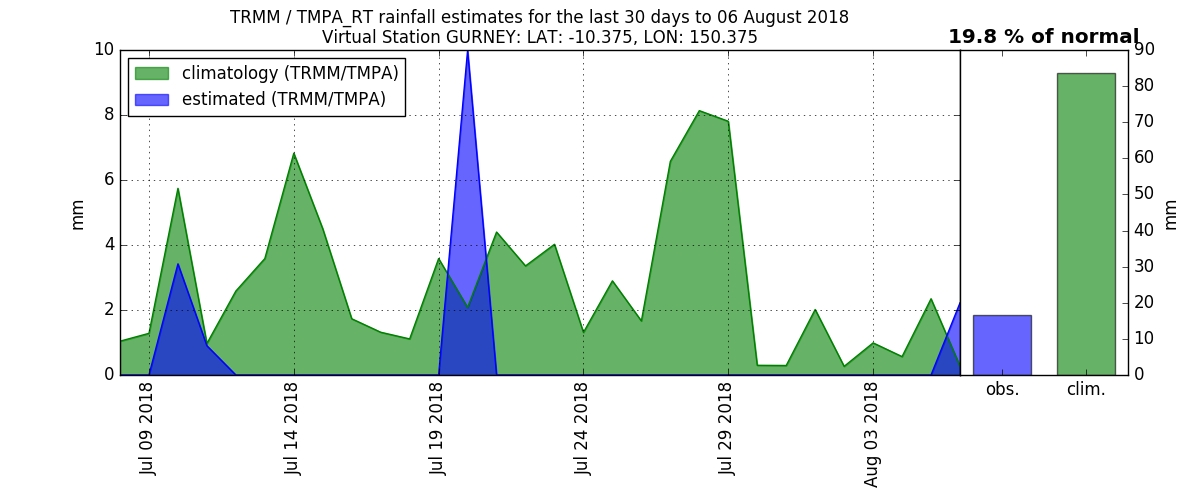 TRMM / TMPA_RT rainfall estimates for the last 30 days to 06 August 2018
Virtual Station GURNEY: LAT: -10.375, LON: 150.375
19.8 % of normal
climatology (TRMM/TMPA)
estimated (TRMM/TMPA)
10
8
6
4
2
0
mm
Jul 09 2018
Jul 14 2018
Jul 19 2018
Jul 24 2018
Jul 29 2018
Aug 03 2018
90
80
70
60
50
40
30
20
10
0
mm
obs.
clim.